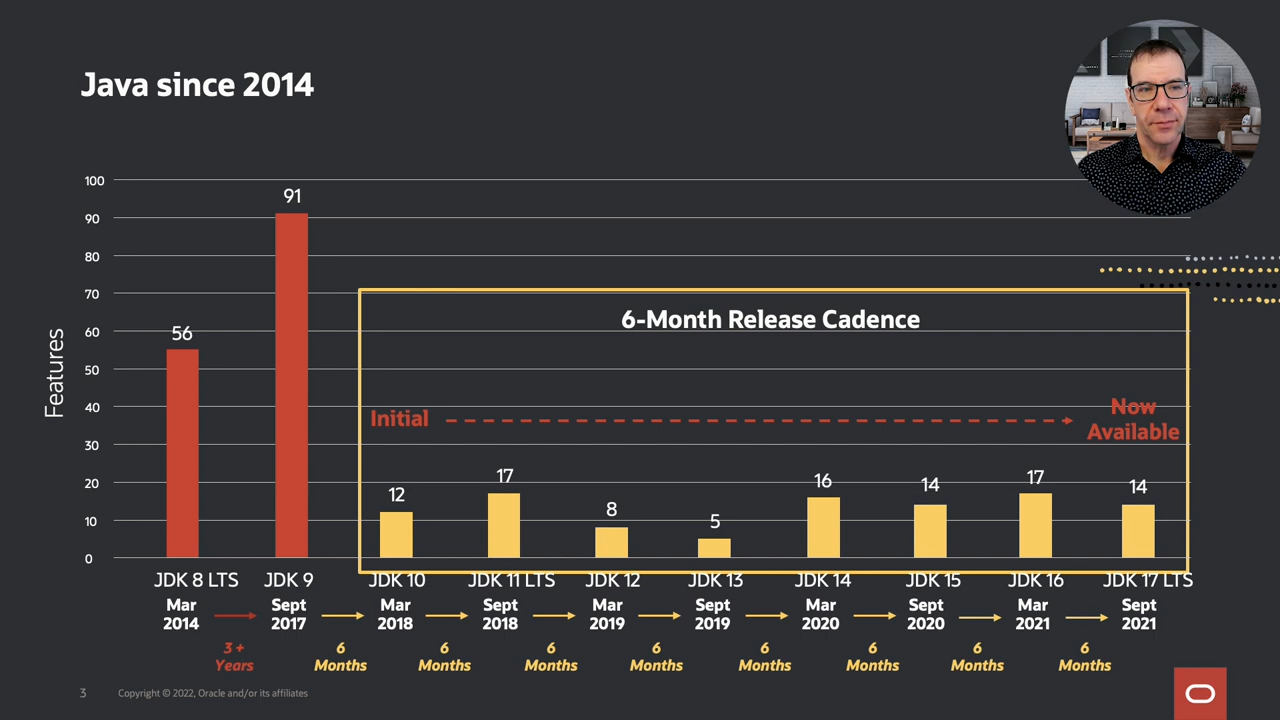 Java since 2014
100
90
80
70
60
50
40
30
20
10
0
Features
56
91
6-Month Release Cadence
Initial
Now
Available
12
17
8
5
16
14
17
14
JDK 8 LTS
JDK 9
JDK 10
JDK 11 LTS
JDK 12
JDK 13
JDK 14
JDK 15
JDK 16
JDK 17 LTS
Mar
2014
Sept
2017
Mar
2018
Sept
2018
Mar
2019
Sept
2019
Mar
2020
Sept
2020
Mar
2021
Sept
2021
3 +
Years
6
Months
6
Months
6
Months
6
Months
6
Months
6
Months
6
Months
6
Months
3
Copyright © 2022, Oracle and/or its affiliates